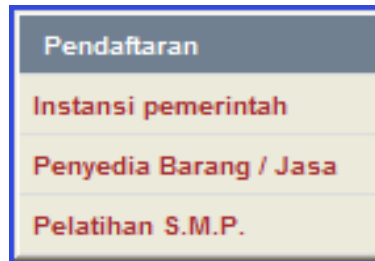 Pendaftaran
Instansi pemerintah
Penyedia Barang / Jasa
Pelatihan S.M.P.